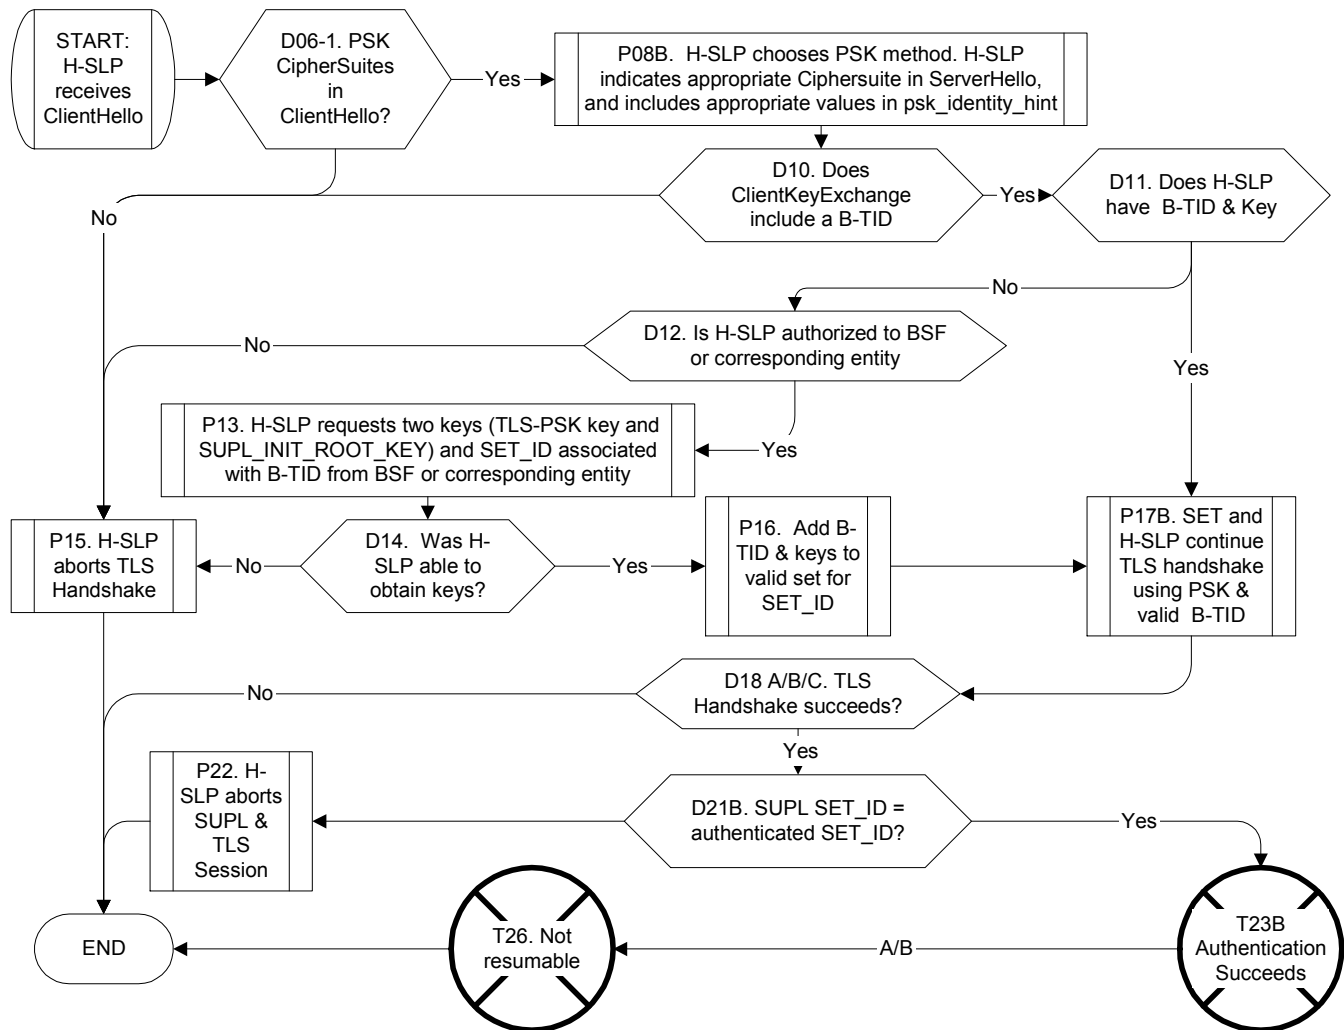 START:
H-SLP
receives
ClientHello
D06-1. PSK
CipherSuites
in
ClientHello?
Yes
P08B.  H-SLP chooses PSK method. H-SLP
indicates appropriate Ciphersuite in ServerHello,
and includes appropriate values in psk_identity_hint
D10. Does
ClientKeyExchange
include a B-TID
Yes
D11. Does H-SLP
have  B-TID & Key
No
No
D12. Is H-SLP authorized to BSF
or corresponding entity
No
Yes
P13. H-SLP requests two keys (TLS-PSK key and
SUPL_INIT_ROOT_KEY) and SET_ID associated
with B-TID from BSF or corresponding entity
Yes
P15. H-SLP
aborts TLS
Handshake
No
D14.  Was H-
SLP able to
obtain keys?
Yes
P16.  Add B-
TID & keys to
valid set for
SET_ID
P17B. SET and
H-SLP continue
TLS handshake
using PSK &
valid  B-TID
No
D18 A/B/C. TLS
Handshake succeeds?
Yes
P22. H-
SLP aborts
SUPL &
TLS
Session
D21B. SUPL SET_ID =
authenticated SET_ID?
Yes
END
T26. Not
resumable
A/B
T23B
Authentication
Succeeds